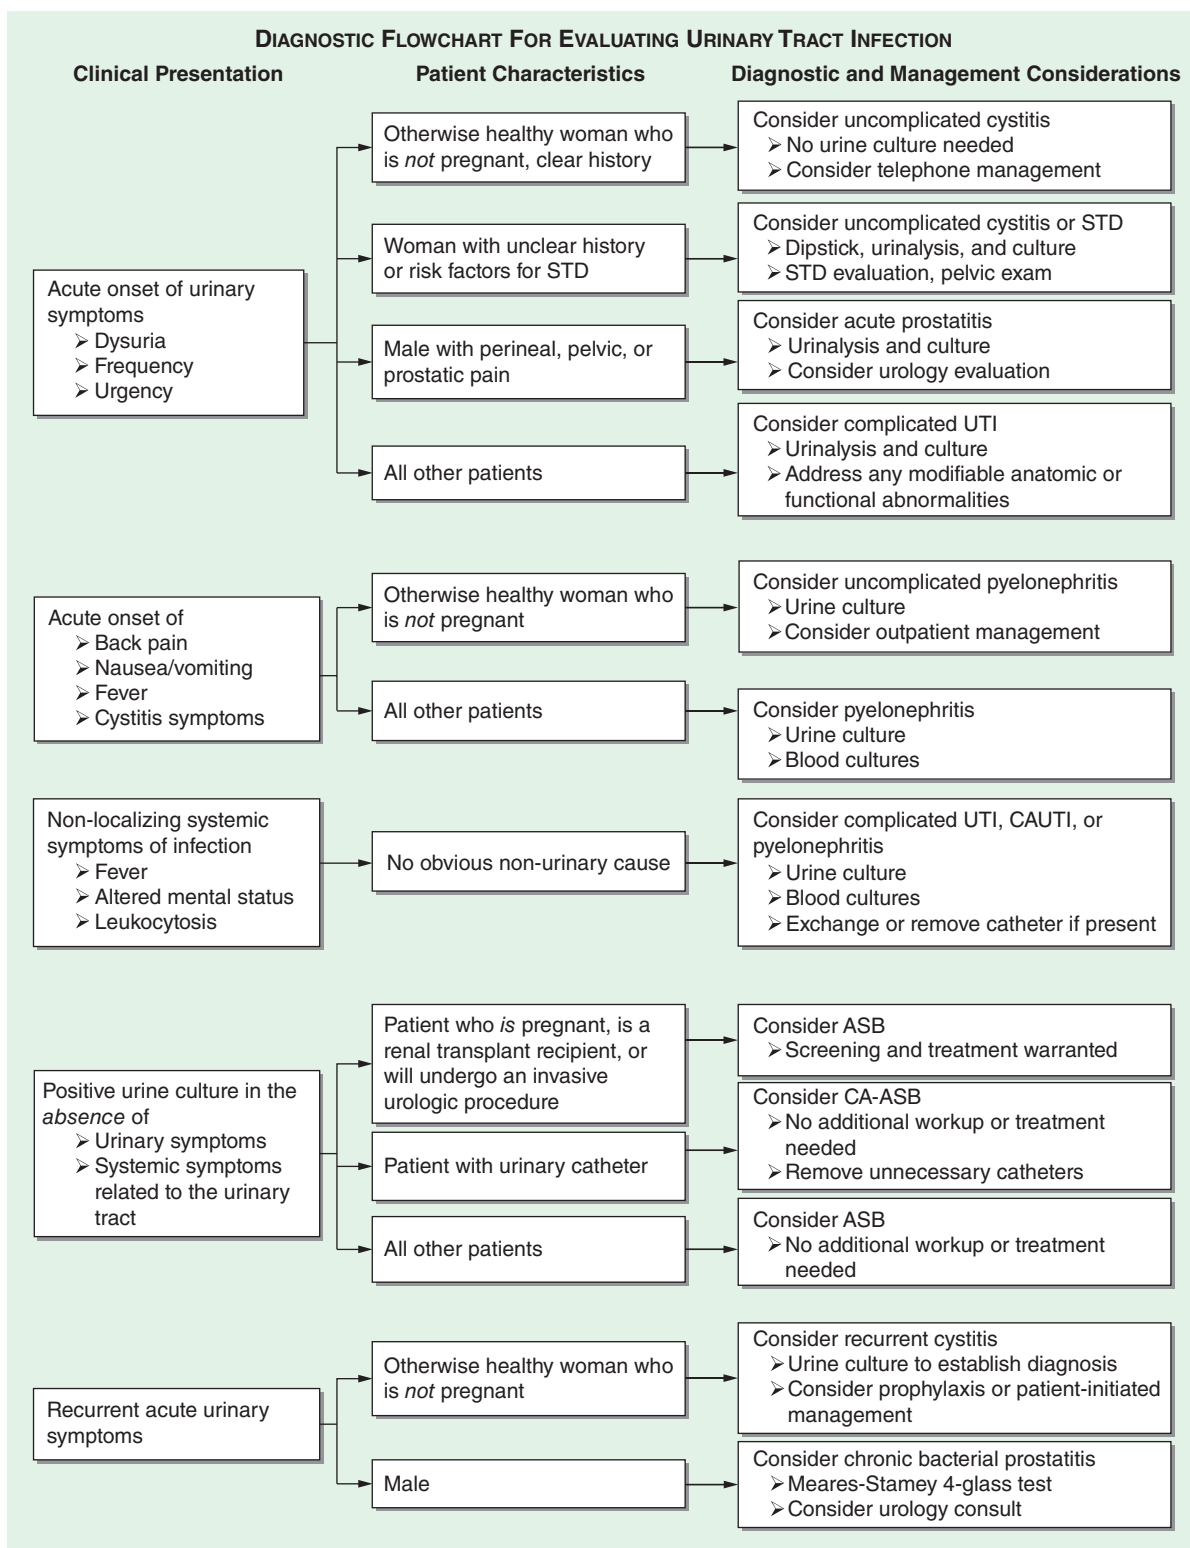 DIAGNOSTIC FLOWCHART FOR EVALUATING URINARY TRACT INFECTION
Clinical Presentation
Patient Characteristics
Diagnostic and Management Considerations
Acute onset of urinary
symptoms
➢ Dysuria
➢ Frequency
➢ Urgency
Otherwise healthy woman who
is not pregnant, clear history
Consider uncomplicated cystitis
➢ No urine culture needed
➢ Consider telephone management
Woman with unclear history
or risk factors for STD
Consider uncomplicated cystitis or STD
➢ Dipstick, urinalysis, and culture
➢ STD evaluation, pelvic exam
Male with perineal, pelvic, or
prostatic pain
Consider acute prostatitis
➢ Urinalysis and culture
➢ Consider urology evaluation
All other patients
Consider complicated UTI
➢ Urinalysis and culture
➢ Address any modifiable anatomic or
functional abnormalities
Acute onset of
➢ Back pain
➢ Nausea/vomiting
➢ Fever
➢ Cystitis symptoms
Otherwise healthy woman who
is not pregnant
Consider uncomplicated pyelonephritis
➢ Urine culture
➢ Consider outpatient management
All other patients
Consider pyelonephritis
➢ Urine culture
➢ Blood cultures
Non-localizing systemic
symptoms of infection
➢ Fever
➢ Altered mental status
➢ Leukocytosis
No obvious non-urinary cause
Consider complicated UTI, CAUTI, or
pyelonephritis
➢ Urine culture
➢ Blood cultures
➢ Exchange or remove catheter if present
Positive urine culture in the
absence of
➢ Urinary symptoms
➢ Systemic symptoms
related to the urinary
tract
Patient who is pregnant, is a
renal transplant recipient, or
will undergo an invasive
urologic procedure
Consider ASB
➢ Screening and treatment warranted
Patient with urinary catheter
Consider CA-ASB
➢ No additional workup or treatment
needed
➢ Remove unnecessary catheters
All other patients
Consider ASB
➢ No additional workup or treatment
needed
Recurrent acute urinary
symptoms
Otherwise healthy woman who
is not pregnant
Consider recurrent cystitis
➢ Urine culture to establish diagnosis
➢ Consider prophylaxis or patient-initiated
management
Male
Consider chronic bacterial prostatitis
➢ Meares-Stamey 4-glass test
➢ Consider urology consult